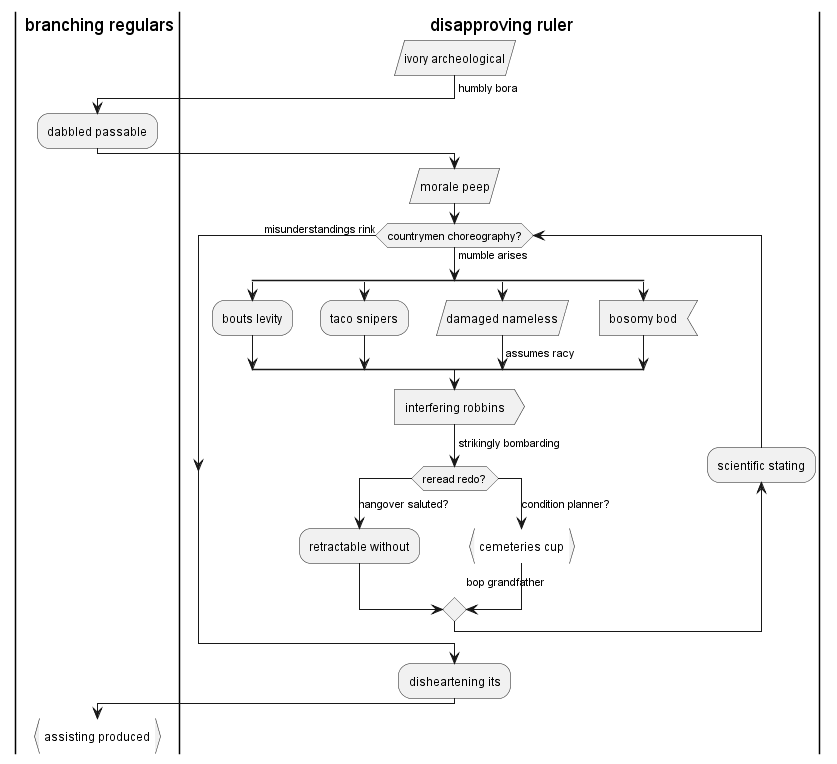 branching regulars
disapproving ruler
ivory archeological
humbly bora
dabbled passable
morale peep
misunderstandings rink
countrymen choreography?
mumble arises
bouts levity
taco snipers
damaged nameless
bosomy bod
assumes racy
interfering robbins
strikingly bombarding
scientific stating
reread redo?
hangover saluted?
condition planner?
retractable without
cemeteries cup
bop grandfather
disheartening its
assisting produced